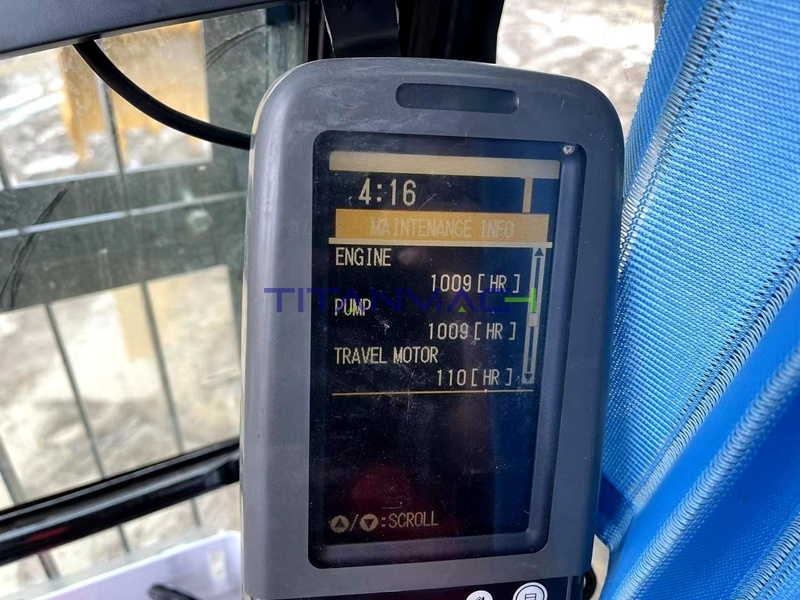 4:16
MAINTENANCE INFO
ENGINE
1009[HR]
TITANMACH
PUMP
1009[HR]
TRAVEL MOTOR
110[HR]
▲/▼:SCROLL